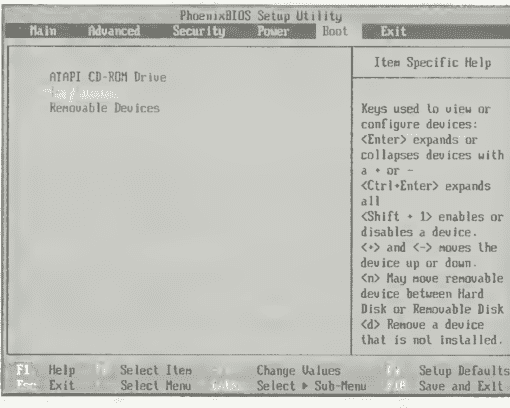 PhoenixBIOS Setup Utility
Main Advanced Security Power Boot Exit
Item Specific Help
ATAPI CD-ROM Drive
Removable Devices
Keys used to view or
configure devices:
<Enter> expands or
collapses devices with
a + or -
<Ctrl+Enter> expands
all
<Shift + 1> enables or
disables a device.
<+> and <-> moves the
device up or down.
<n> May move removable
device between Hard
Disk or Removable Disk
<d> Remove a device
that is not installed.
F1 Help Select Item Change Values Setup Defaults
Exit Select Menu Select ▶ Sub-Menu Save and Exit